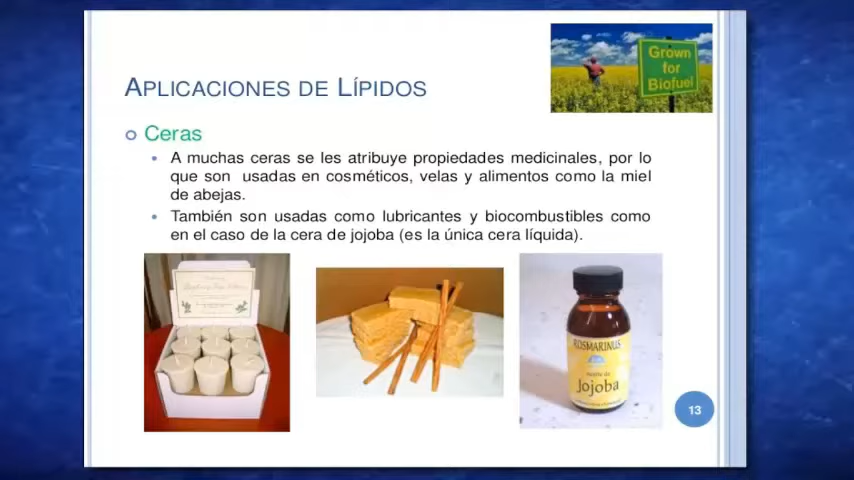 APLICACIONES DE LÍPIDOS
Grown
for
Biofuel
Ceras
A muchas ceras se les atribuye propiedades medicinales, por lo
que son usadas en cosméticos, velas y alimentos como la miel
de abejas.
También son usadas como lubricantes y biocombustibles como
en el caso de la cera de jojoba (es la única cera líquida).
ROSMARINUS
Jojoba
13